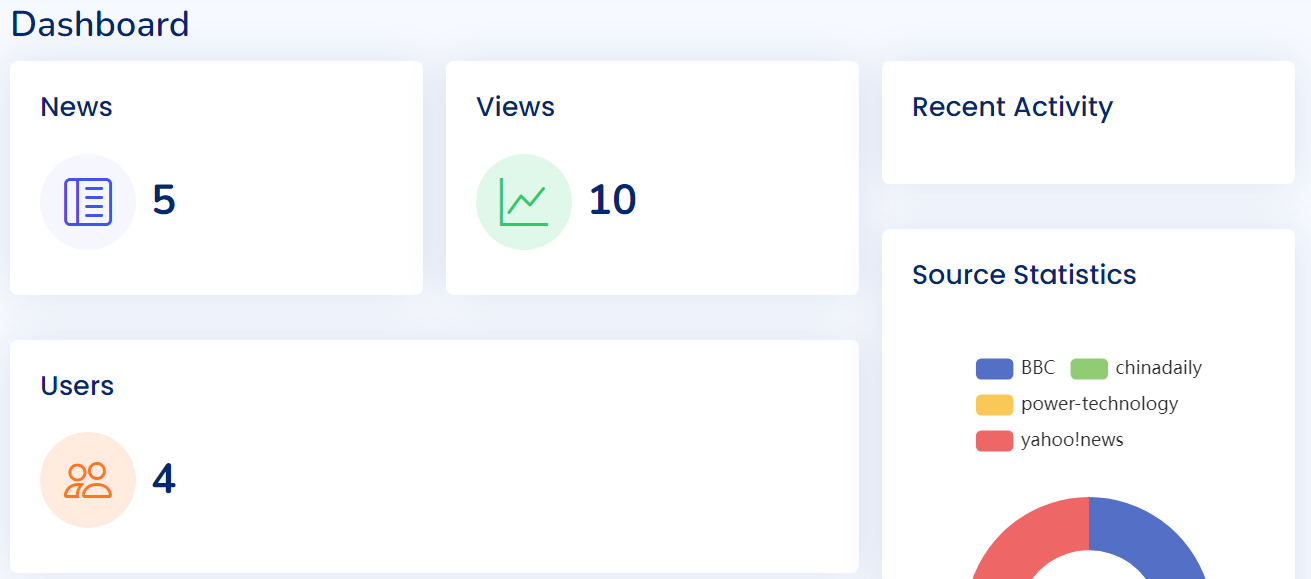 Dashboard
News
5
Views
10
Recent Activity
Users
4
Source Statistics
BBC chinadaily
power-technology
yahoo!news